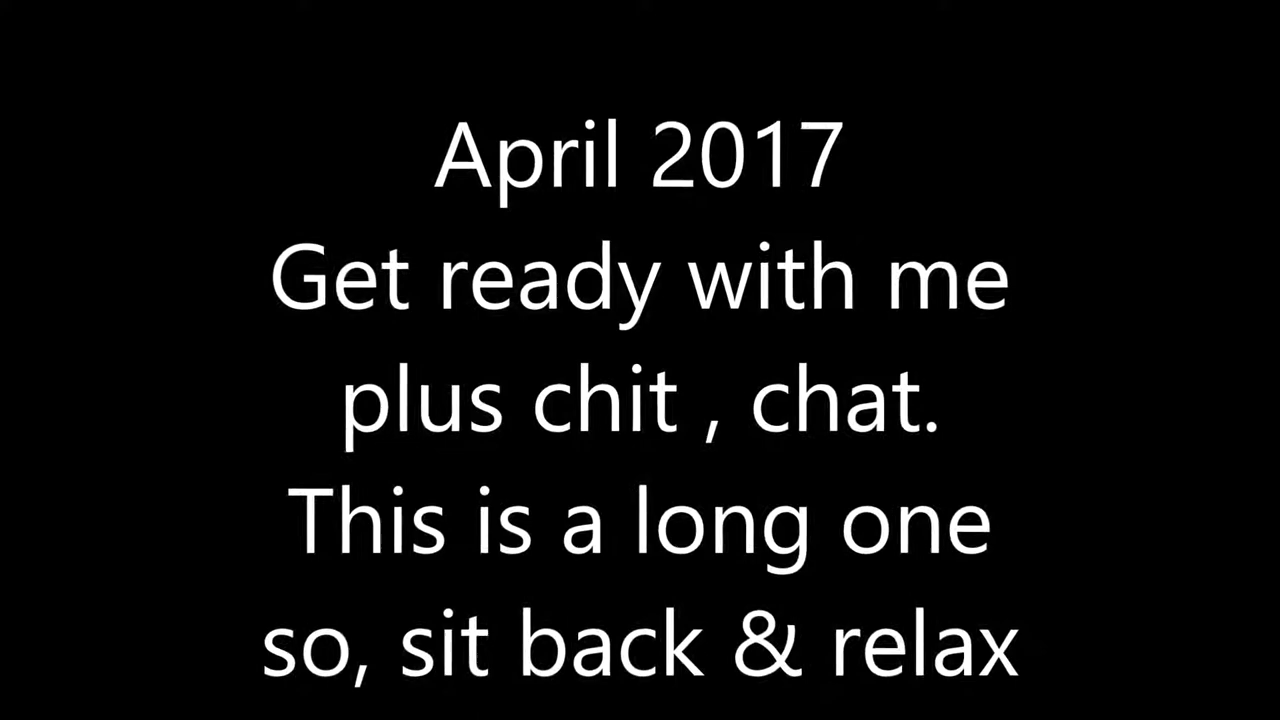 April 2017
Get ready with me
plus chit , chat.
This is a long one
so, sit back & relax